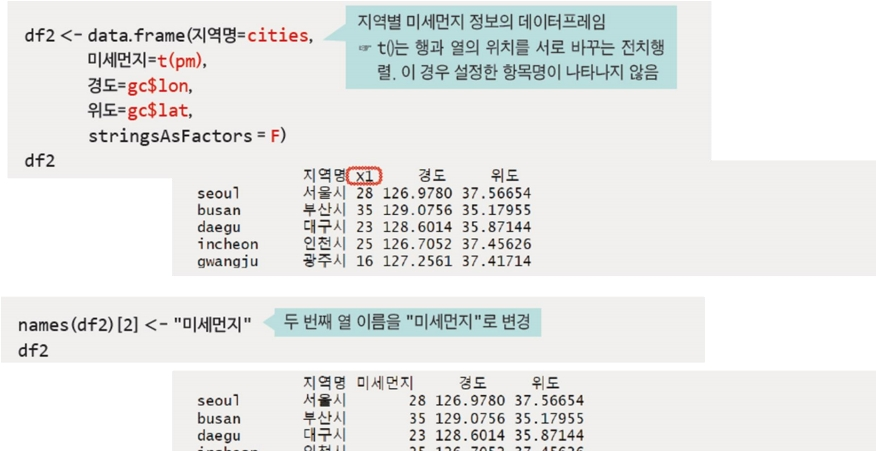 df2 <- data.frame(지역명=cities,
미세먼지=t(pm),
경도=gc$lon,
위도=gc$lat,
stringsAsFactors = F)
df2
지역별 미세먼지 정보의 데이터프레임
☞ t()는 행과 열의 위치를 서로 바꾸는 전치행
렬. 이 경우 설정한 항목명이 나타나지 않음
지역명 x1 경도 위도
seoul 서울시 28 126.9780 37.56654
busan 부산시 35 129.0756 35.17955
daegu 대구시 23 128.6014 35.87144
incheon 인천시 25 126.7052 37.45626
gwangju 광주시 16 127.2561 37.41714
names(df2)[2] <- "미세먼지"
두 번째 열 이름을 "미세먼지"로 변경
df2
지역명 미세먼지 경도 위도
seoul 서울시 28 126.9780 37.56654
busan 부산시 35 129.0756 35.17955
daegu 대구시 23 128.6014 35.87144
incheon 인천시 25 126.7052 37.45626